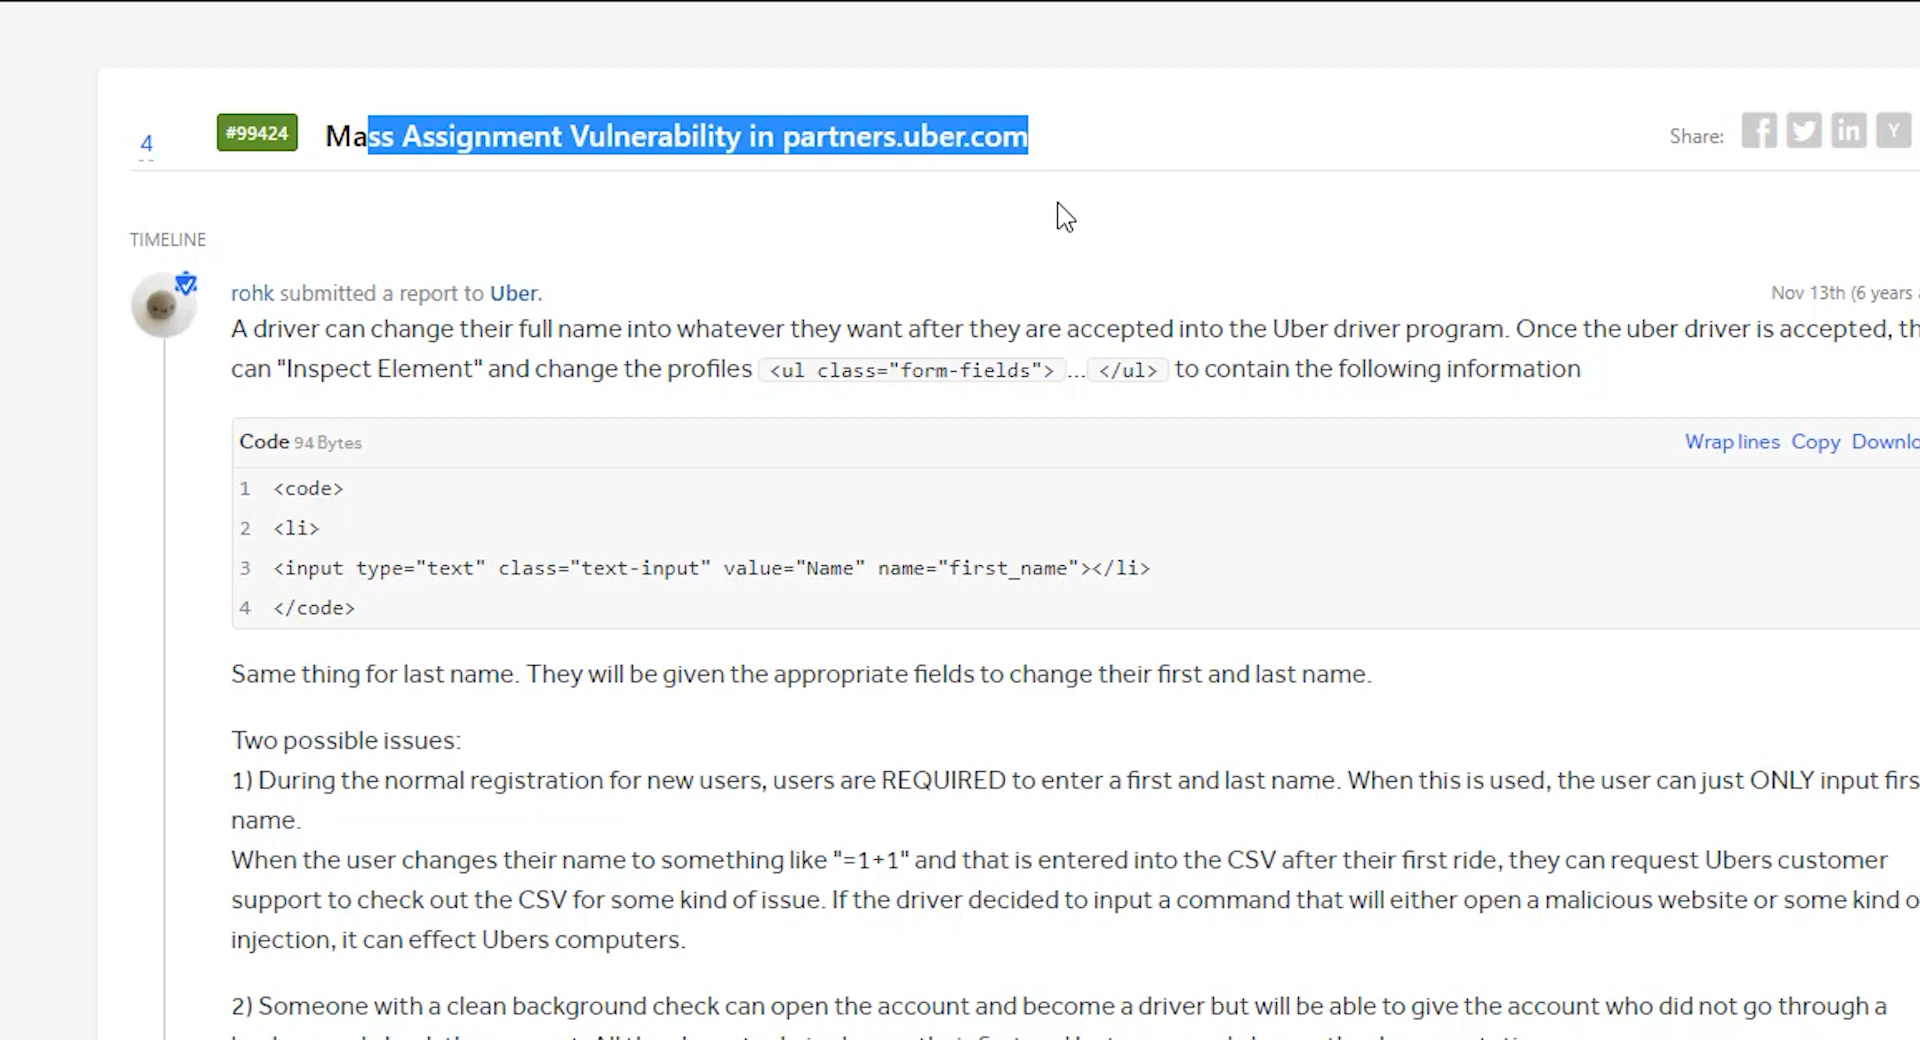 4
#99424
Mass Assignment Vulnerability in partners.uber.com
Share:
Y
TIMELINE
rohk submitted a report to Uber.
Nov 13th (6 years
A driver can change their full name into whatever they want after they are accepted into the Uber driver program. Once the uber driver is accepted, th
can "Inspect Element" and change the profiles <ul class="form-fields"> ... </ul> to contain the following information
Code 94 Bytes
Wrap lines Copy Downlo
1 <code>
2 <li>
3 <input type="text" class="text-input" value="Name" name="first_name"></li>
4 </code>
Same thing for last name. They will be given the appropriate fields to change their first and last name.
Two possible issues:
1) During the normal registration for new users, users are REQUIRED to enter a first and last name. When this is used, the user can just ONLY input firs
name.
When the user changes their name to something like "=1+1" and that is entered into the CSV after their first ride, they can request Ubers customer
support to check out the CSV for some kind of issue. If the driver decided to input a command that will either open a malicious website or some kind o
injection, it can effect Ubers computers.
2) Someone with a clean background check can open the account and become a driver but will be able to give the account who did not go through a